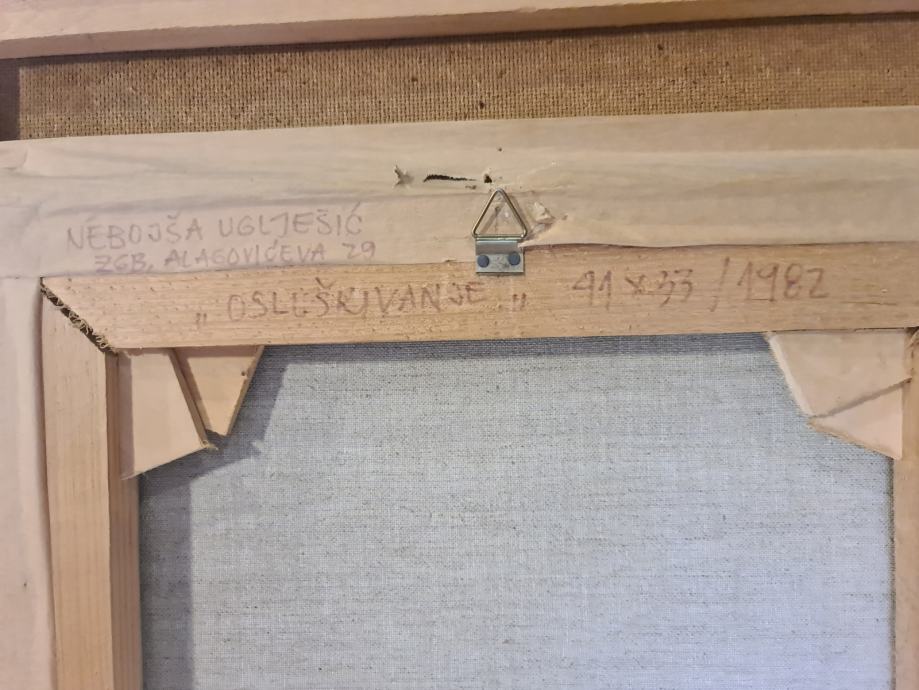 NEBOJŠA UGLJEŠIĆ
ZGB, ALAGOVIĆEVA 29
„ OSLUŠKIVANJE „ 41 x 33 / 1982